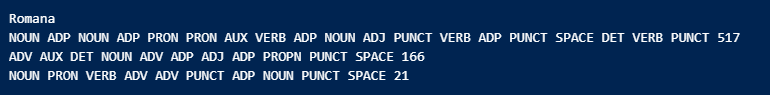 Romana
NOUN ADP NOUN ADP PRON PRON AUX VERB ADP NOUN ADJ PUNCT VERB ADP PUNCT SPACE DET VERB PUNCT 517
ADV AUX DET NOUN ADV ADP ADJ ADP PROPN PUNCT SPACE 166
NOUN PRON VERB ADV ADV PUNCT ADP NOUN PUNCT SPACE 21